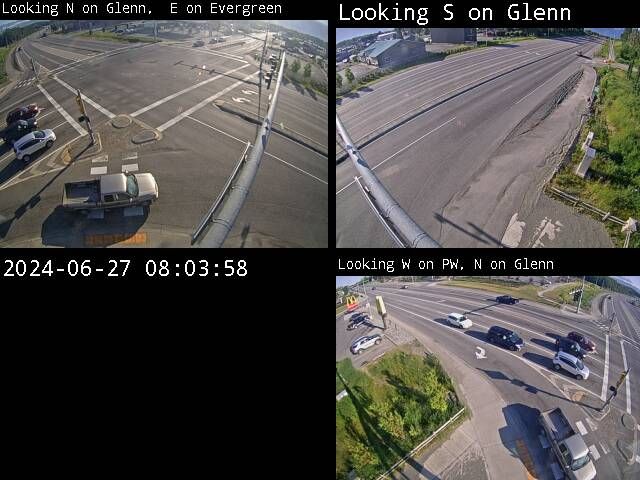 Looking N on Glenn,  E on Evergreen
Looking S on Glenn
2024-06-27 08:03:58
Looking W on PW, N on Glenn